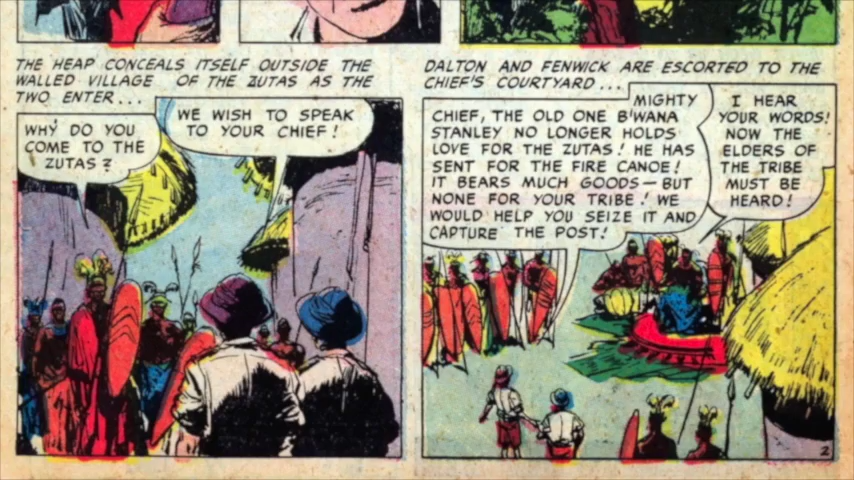 THE HEAP CONCEALS ITSELF OUTSIDE THE
WALLED VILLAGE OF THE ZUTAS AS THE
TWO ENTER...
WHY DO YOU
COME TO THE
ZUTAS?
WE WISH TO SPEAK
TO YOUR CHIEF!
DALTON AND FENWICK ARE ESCORTED TO THE
CHIEF'S COURTYARD...
MIGHTY
CHIEF, THE OLD ONE B'WANA
STANLEY NO LONGER HOLDS
LOVE FOR THE ZUTAS! HE HAS
SENT FOR THE FIRE CANOE!
IT BEARS MUCH GOODS—BUT
NONE FOR YOUR TRIBE! WE
WOULD HELP YOU SEIZE IT AND
CAPTURE THE POST!
I HEAR
YOUR WORDS!
NOW THE
ELDERS OF
THE TRIBE
MUST BE
HEARD!
2